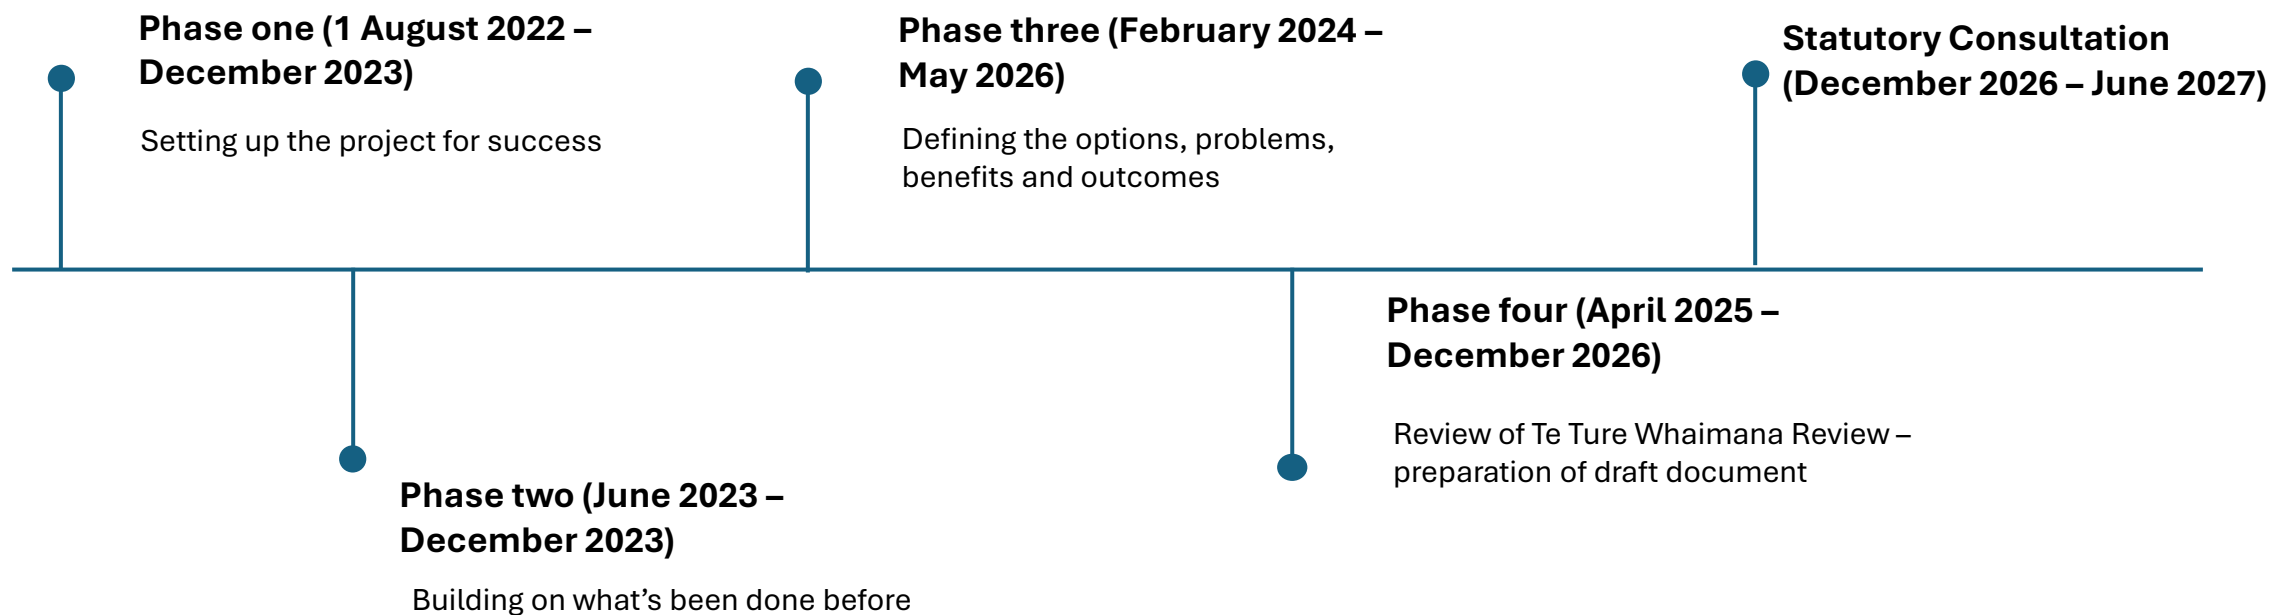 Phase one (1 August 2022 –
December 2023)
Setting up the project for success
Phase two (June 2023 –
December 2023)
Building on what’s been done before
Phase three (February 2024 –
May 2026)
Defining the options, problems,
benefits and outcomes
Phase four (April 2025 –
December 2026)
Review of Te Ture Whaimana Review –
preparation of draft document
Statutory Consultation
(December 2026 – June 2027)